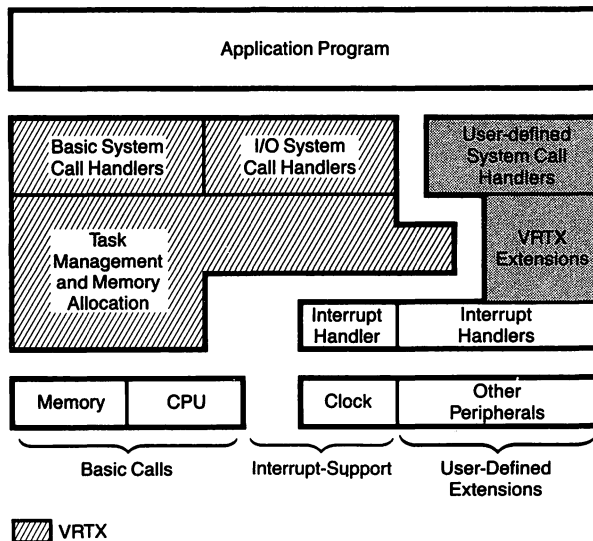 Application Program
Basic System
Call Handlers
I/O System
Call Handlers
User-defined
System Call
Handlers
Task
Management
and Memory
Allocation
VRTX
Extensions
Interrupt
Handler
Interrupt
Handlers
Memory
CPU
Clock
Other
Peripherals
Basic Calls
Interrupt-Support
User-Defined
Extensions
VRTX